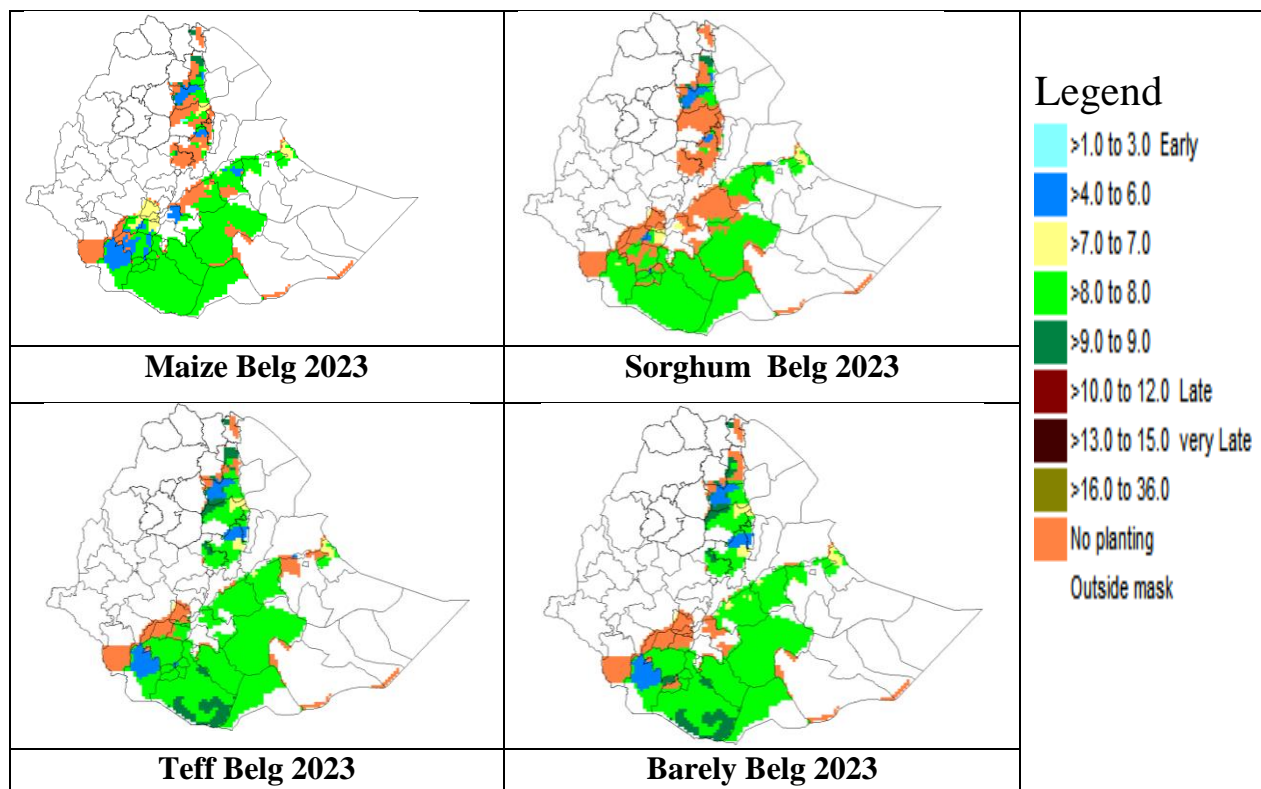 Maize Belg 2023
Sorghum Belg 2023
Teff Belg 2023
Barely Belg 2023
Legend
>1.0 to 3.0 Early
>4.0 to 6.0
>7.0 to 7.0
>8.0 to 8.0
>9.0 to 9.0
>10.0 to 12.0 Late
>13.0 to 15.0 very Late
>16.0 to 36.0
No planting
Outside mask